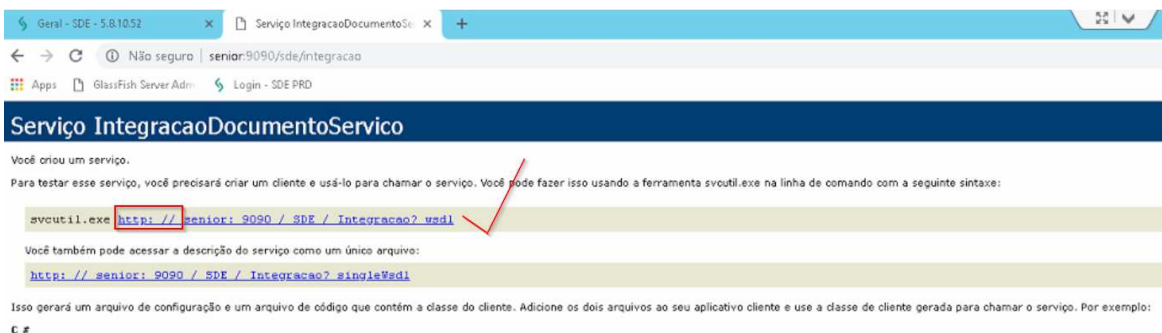 Geral - SDE - 5.8.10.52
Serviço IntegracaoDocumentoSe
Não seguro | senior:9090/sde/integracao
Apps GlassFish Server Adm Login - SDE PRD
Serviço IntegracaoDocumentoServico
Você criou um serviço.
Para testar esse serviço, você precisará criar um cliente e usá-lo para chamar o serviço. Você pode fazer isso usando a ferramenta svcutil.exe na linha de comando com a seguinte sintaxe:
svcutil.exe http: // senior: 9090 / SDE / Integracao? wsdl
Você também pode acessar a descrição do serviço como um único arquivo:
http: // senior: 9090 / SDE / Integracao? singleWsdl
Isso gerará um arquivo de configuração e um arquivo de código que contém a classe do cliente. Adicione os dois arquivos ao seu aplicativo cliente e use a classe de cliente gerada para chamar o serviço. Por exemplo:
C #